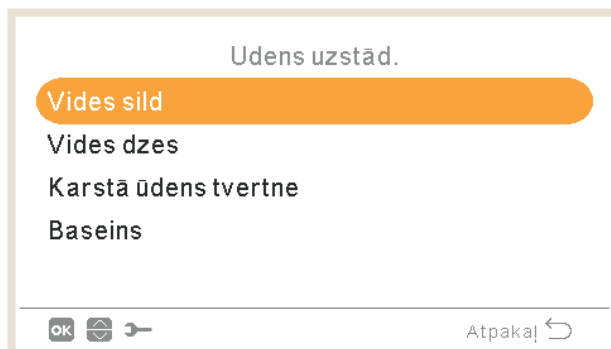 Udens uzstād.
Vides sild
Vides dzes
Karstā ūdens tvertne
Baseins
OK
Atpakaļ